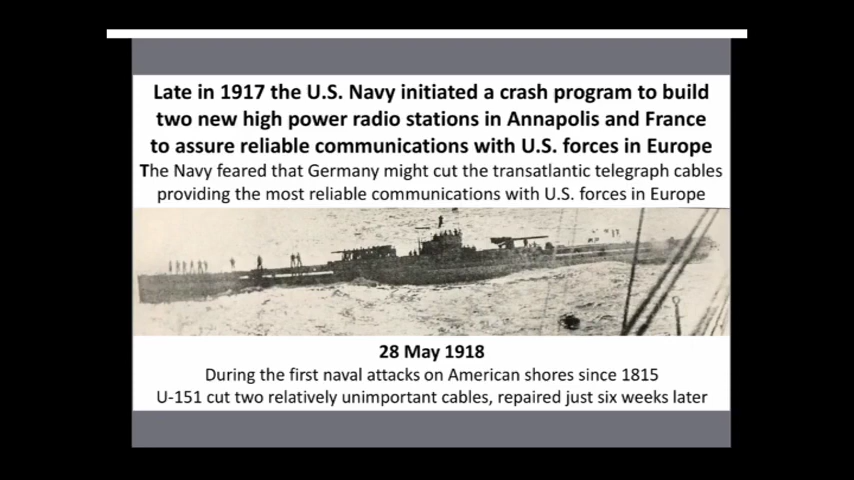 Late in 1917 the U.S. Navy initiated a crash program to build
two new high power radio stations in Annapolis and France
to assure reliable communications with U.S. forces in Europe
The Navy feared that Germany might cut the transatlantic telegraph cables
providing the most reliable communications with U.S. forces in Europe
28 May 1918
During the first naval attacks on American shores since 1815
U-151 cut two relatively unimportant cables, repaired just six weeks later